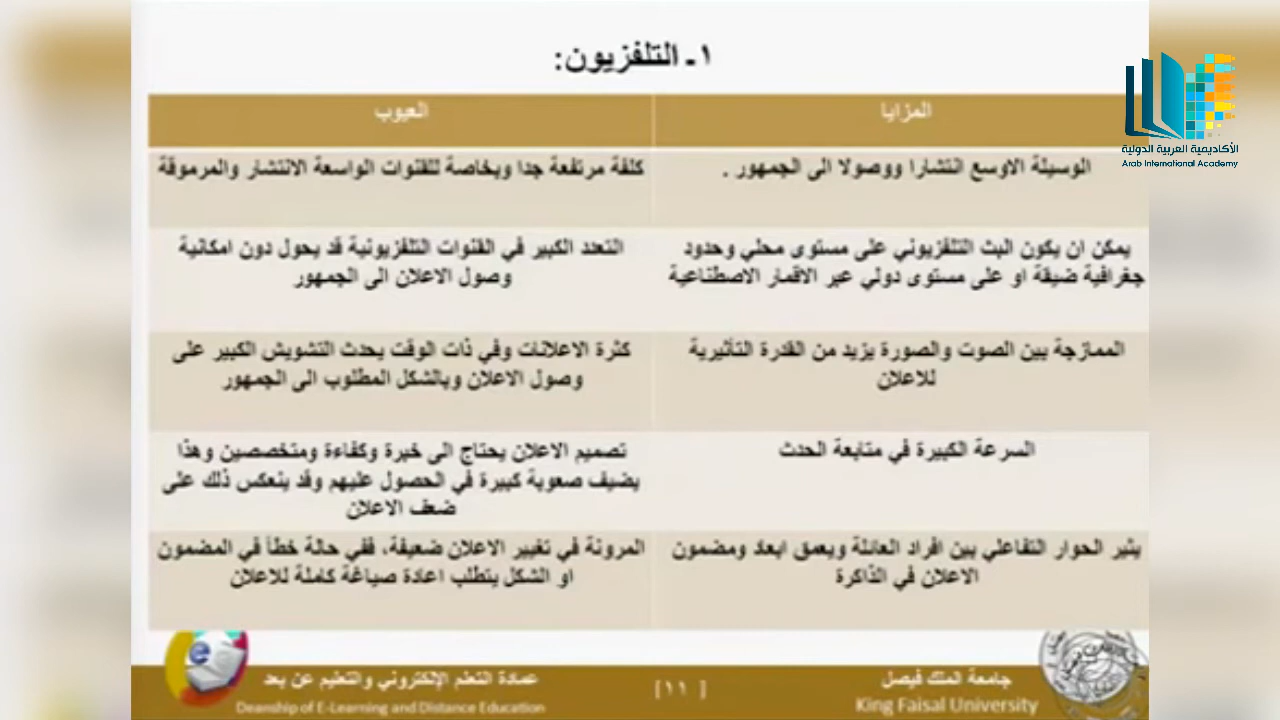 ١ـ التلفزيون:
المزايا
العيوب
الوسيلة الاوسع انتشارا ووصولا الى الجمهور .
كلفة مرتفعة جدا وبخاصة للقنوات الواسعة الانتشار والمرموقة
يمكن ان يكون البث التلفزيوني على مستوى محلي وحدود
جغرافية ضيقة او على مستوى دولي عبر الاقمار الاصطناعية
التعدد الكبير في القنوات التلفزيونية قد يحول دون امكانية
وصول الاعلان الى الجمهور
الممازجة بين الصوت والصورة يزيد من القدرة التأثيرية
للاعلان
كثرة الاعلانات وفي ذات الوقت يحدث التشويش الكبير على
وصول الاعلان وبالشكل المطلوب الى الجمهور
السرعة الكبيرة في متابعة الحدث
تصميم الاعلان يحتاج الى خبرة وكفاءة ومتخصصين وهذا
يضيف صعوبة كبيرة في الحصول عليهم وقد ينعكس ذلك على
ضعف الاعلان
يثير الحوار التفاعلي بين افراد العائلة ويعمق ابعاد ومضمون
الاعلان في الذاكرة
المرونة في تغيير الاعلان ضعيفة، ففي حالة خطأ في المضمون
او الشكل يتطلب اعادة صياغة كاملة للاعلان
الأكاديمية العربية الدولية
Arab International Academy
جامعة الملك فيصل
King Faisal University
[ ١١ ]
عمادة التعلم الإلكتروني والتعليم عن بعد
Deanship of E-Learning and Distance Education